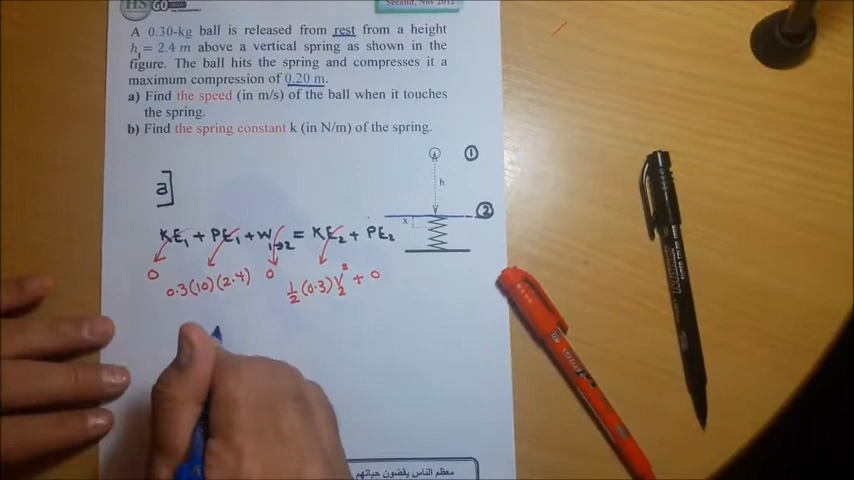 HS GO
Second, Nov 2012
A 0.30-kg ball is released from rest from a height
h₁ = 2.4 m above a vertical spring as shown in the
figure. The ball hits the spring and compresses it a
maximum compression of 0.20 m.
a) Find the speed (in m/s) of the ball when it touches
the spring.
b) Find the spring constant k (in N/m) of the spring.
①
h
②
x
a]
KE₁ + PE₁ + W₁→₂ = KE₂ + PE₂
0 0.3(10)(2.4) 0 ½(0.3)V₂² + 0
معظم الناس يقضون حياتهم